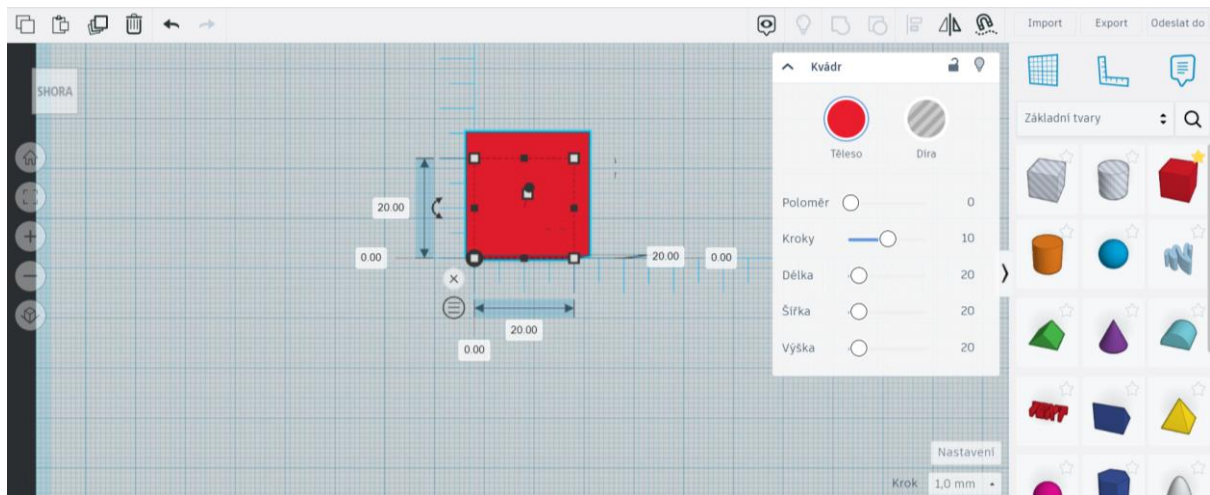 Import
Export
Odeslat do
SHORA
Kvádr
Těleso
Díra
Základní tvary
20.00
0.00
20.00
0.00
20.00
0.00
Poloměr 0
Kroky 10
Délka 20
Šířka 20
Výška 20
Nastavení
Krok 1,0 mm